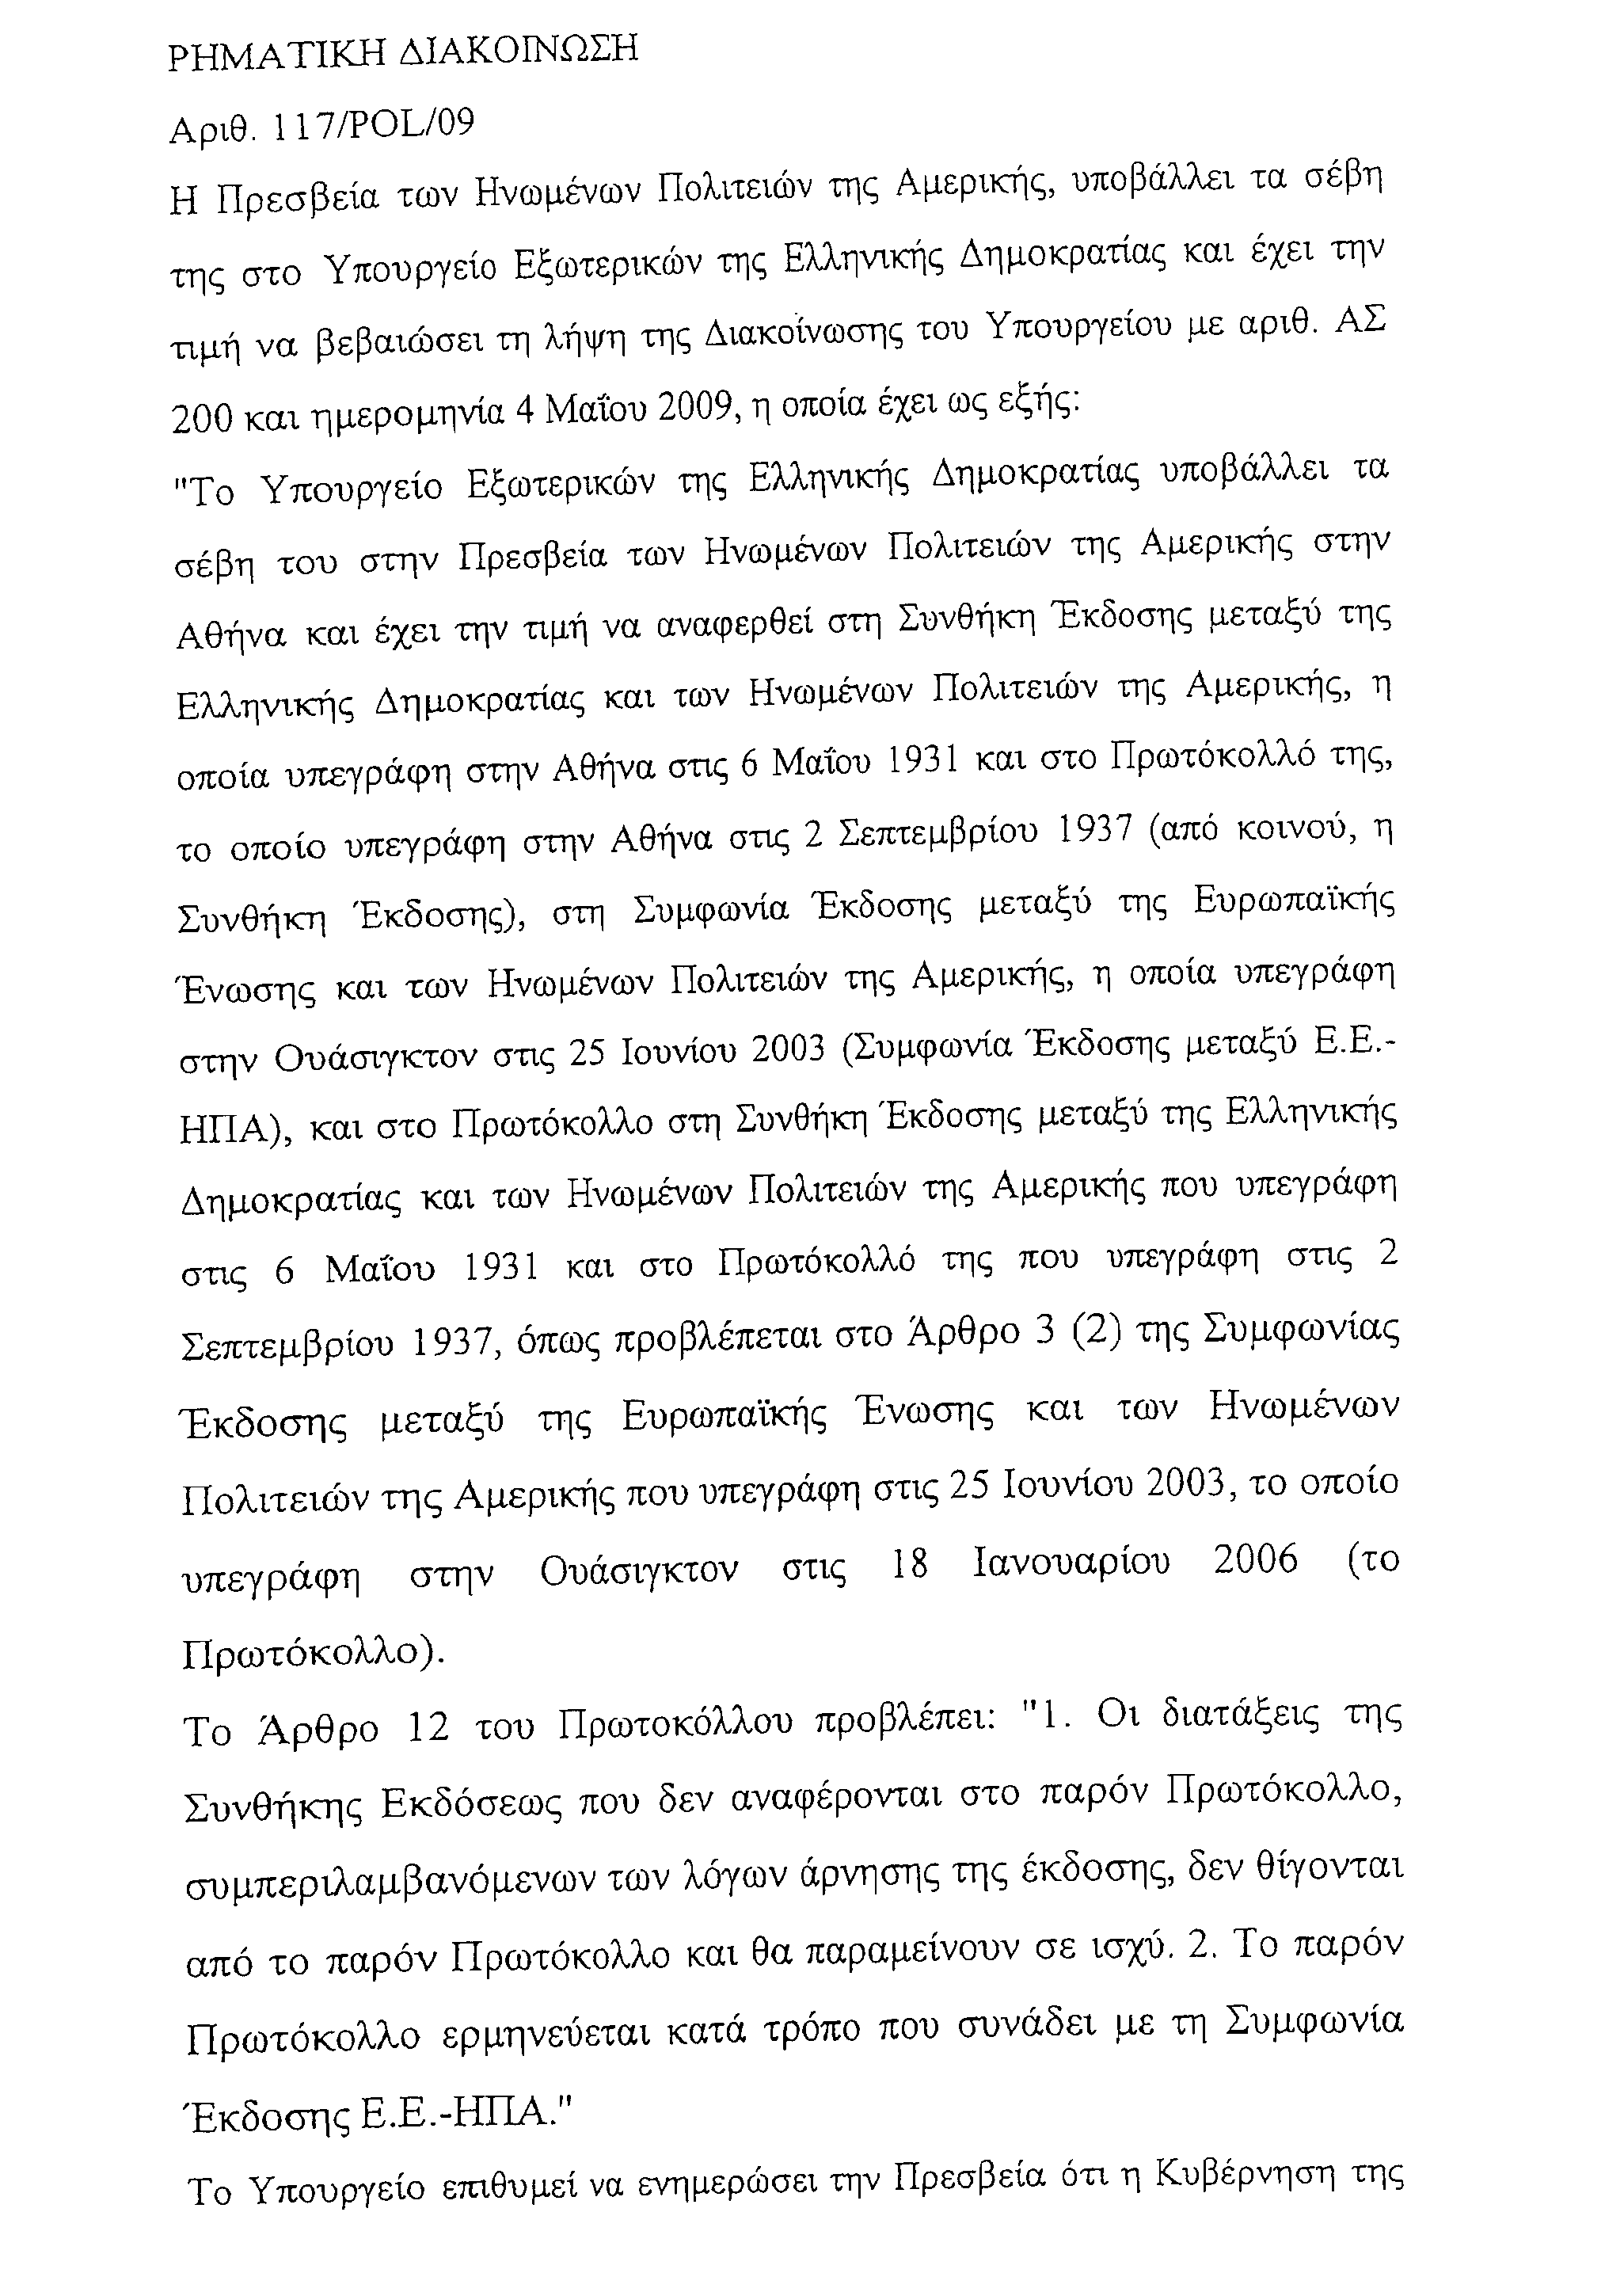 ΡΗΜΑΤΙΚΗ ΔΙΑΚΟΙΝΩΣΗ
Αριθ. 117/POL/09
Η Πρεσβεία των Ηνωμένων Πολιτειών της Αμερικής, υποβάλλει τα σέβη
της στο Υπουργείο Εξωτερικών της Ελληνικής Δημοκρατίας και έχει την
τιμή να βεβαιώσει τη λήψη της Διακοίνωσης του Υπουργείου με αριθ. ΑΣ
200 και ημερομηνία 4 Μαΐου 2009, η οποία έχει ως εξής:
"Το Υπουργείο Εξωτερικών της Ελληνικής Δημοκρατίας υποβάλλει τα
σέβη του στην Πρεσβεία των Ηνωμένων Πολιτειών της Αμερικής στην
Αθήνα και έχει την τιμή να αναφερθεί στη Συνθήκη Έκδοσης μεταξύ της
Ελληνικής Δημοκρατίας και των Ηνωμένων Πολιτειών της Αμερικής, η
οποία υπεγράφη στην Αθήνα στις 6 Μαΐου 1931 και στο Πρωτόκολλό της,
το οποίο υπεγράφη στην Αθήνα στις 2 Σεπτεμβρίου 1937 (από κοινού, η
Συνθήκη Έκδοσης), στη Συμφωνία Έκδοσης μεταξύ της Ευρωπαϊκής
Ένωσης και των Ηνωμένων Πολιτειών της Αμερικής, η οποία υπεγράφη
στην Ουάσιγκτον στις 25 Ιουνίου 2003 (Συμφωνία Έκδοσης μεταξύ Ε.Ε.-
ΗΠΑ), και στο Πρωτόκολλο στη Συνθήκη Έκδοσης μεταξύ της Ελληνικής
Δημοκρατίας και των Ηνωμένων Πολιτειών της Αμερικής που υπεγράφη
στις 6 Μαΐου 1931 και στο Πρωτόκολλό της που υπεγράφη στις 2
Σεπτεμβρίου 1937, όπως προβλέπεται στο Άρθρο 3 (2) της Συμφωνίας
Έκδοσης μεταξύ της Ευρωπαϊκής Ένωσης και των Ηνωμένων
Πολιτειών της Αμερικής που υπεγράφη στις 25 Ιουνίου 2003, το οποίο
υπεγράφη στην Ουάσιγκτον στις 18 Ιανουαρίου 2006 (το
Πρωτόκολλο).
Το Άρθρο 12 του Πρωτοκόλλου προβλέπει: "1. Οι διατάξεις της
Συνθήκης Εκδόσεως που δεν αναφέρονται στο παρόν Πρωτόκολλο,
συμπεριλαμβανόμενων των λόγων άρνησης της έκδοσης, δεν θίγονται
από το παρόν Πρωτόκολλο και θα παραμείνουν σε ισχύ. 2. Το παρόν
Πρωτόκολλο ερμηνεύεται κατά τρόπο που συνάδει με τη Συμφωνία
Έκδοσης Ε.Ε.-ΗΠΑ."
Το Υπουργείο επιθυμεί να ενημερώσει την Πρεσβεία ότι η Κυβέρνηση της